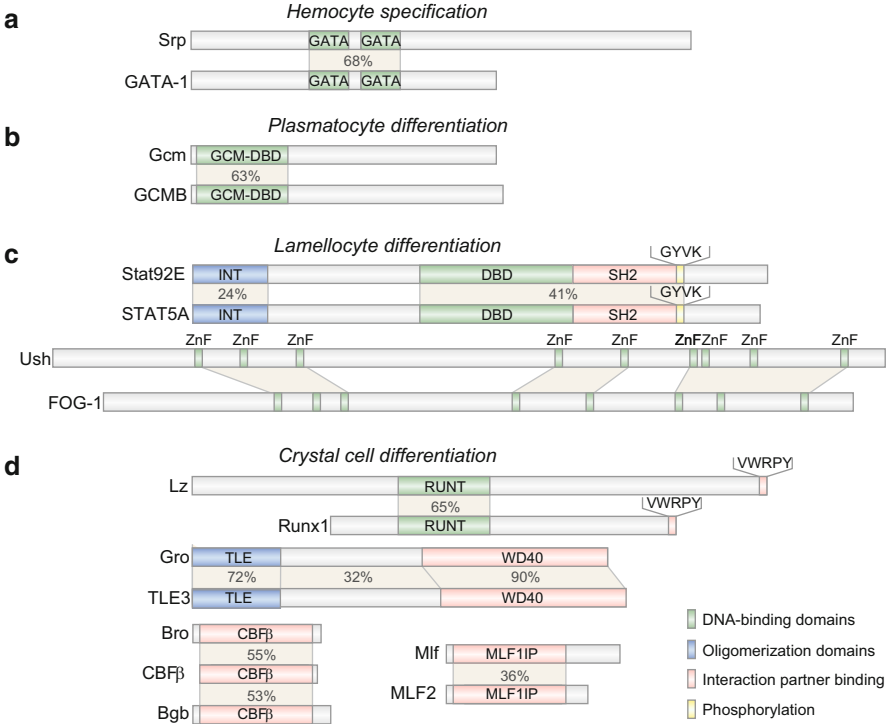 a
Hemocyte specification
Srp
GATA GATA
68%
GATA-1
GATA GATA
b
Plasmatocyte differentiation
Gcm
GCM-DBD
63%
GCMB
GCM-DBD
c
Lamellocyte differentiation
GYVK
Stat92E
INT DBD SH2
24% 41% GYVK
STAT5A
INT DBD SH2
ZnF ZnF ZnF ZnF ZnF ZnF ZnF ZnF ZnF
Ush
FOG-1
d
Crystal cell differentiation
VWRPY
Lz
RUNT
65%
VWRPY
Runx1
RUNT
Gro
TLE WD40
72% 32% 90%
TLE3
TLE WD40
Bro
CBFβ
55%
CBFβ
CBFβ
53%
Bgb
CBFβ
Mlf
MLF1IP
36%
MLF2
MLF1IP
DNA-binding domains
Oligomerization domains
Interaction partner binding
Phosphorylation